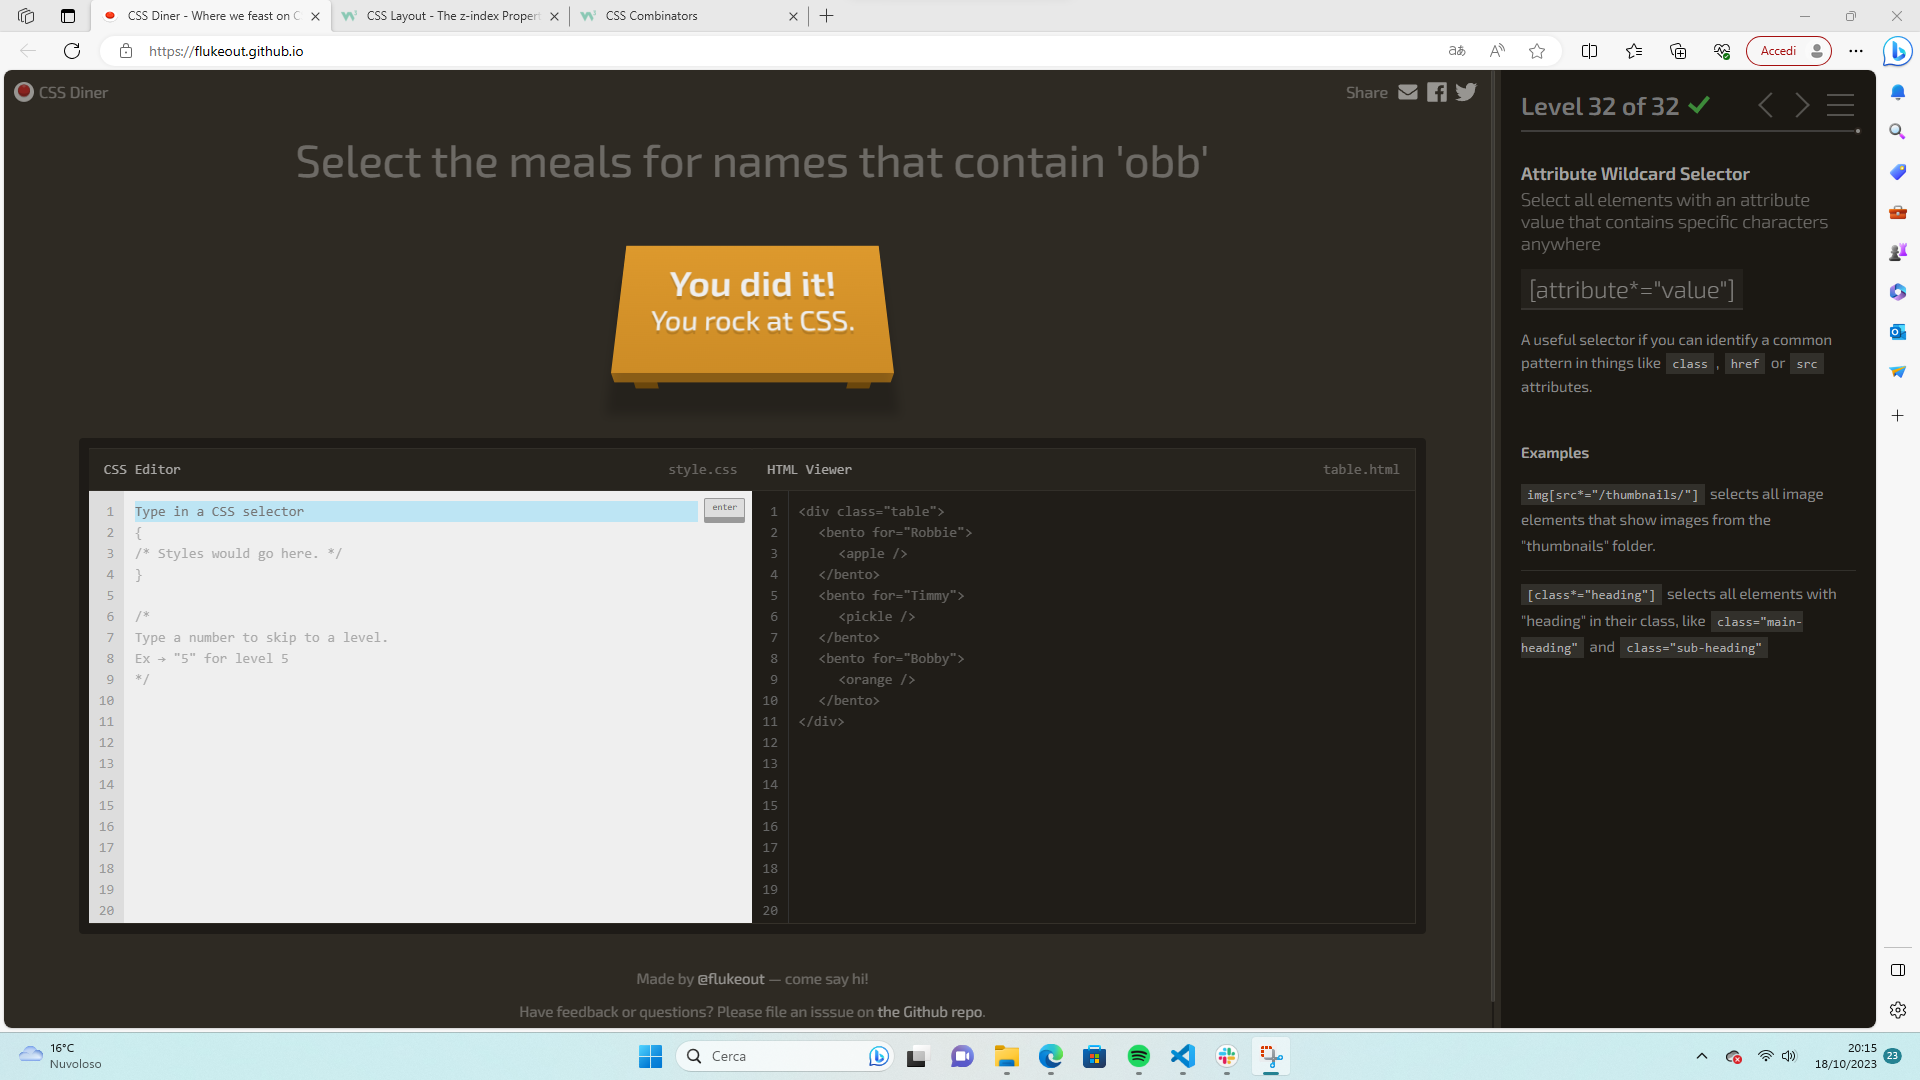 CSS Diner - Where we feast on C
CSS Layout - The z-index Propert
CSS Combinators
https://flukeout.github.io
Accedi
CSS Diner
Share
Select the meals for names that contain 'obb'
You did it!
You rock at CSS.
CSS Editor
style.css
HTML Viewer
table.html
1 Type in a CSS selector
enter
2 {
3 /* Styles would go here. */
4 }
5
6 /*
7 Type a number to skip to a level.
8 Ex → "5" for level 5
9 */
10
11
12
13
14
15
16
17
18
19
20
1 <div class="table">
2 <bento for="Robbie">
3 <apple />
4 </bento>
5 <bento for="Timmy">
6 <pickle />
7 </bento>
8 <bento for="Bobby">
9 <orange />
10 </bento>
11 </div>
12
13
14
15
16
17
18
19
20
Made by @flukeout — come say hi!
Have feedback or questions? Please file an isssue on the Github repo.
Level 32 of 32
Attribute Wildcard Selector
Select all elements with an attribute
value that contains specific characters
anywhere
[attribute*="value"]
A useful selector if you can identify a common
pattern in things like class , href or src
attributes.
Examples
img[src*="/thumbnails/"] selects all image
elements that show images from the
"thumbnails" folder.
[class*="heading"] selects all elements with
"heading" in their class, like class="main-
heading" and class="sub-heading"
16°C
Nuvoloso
Cerca
20:15
18/10/2023
23